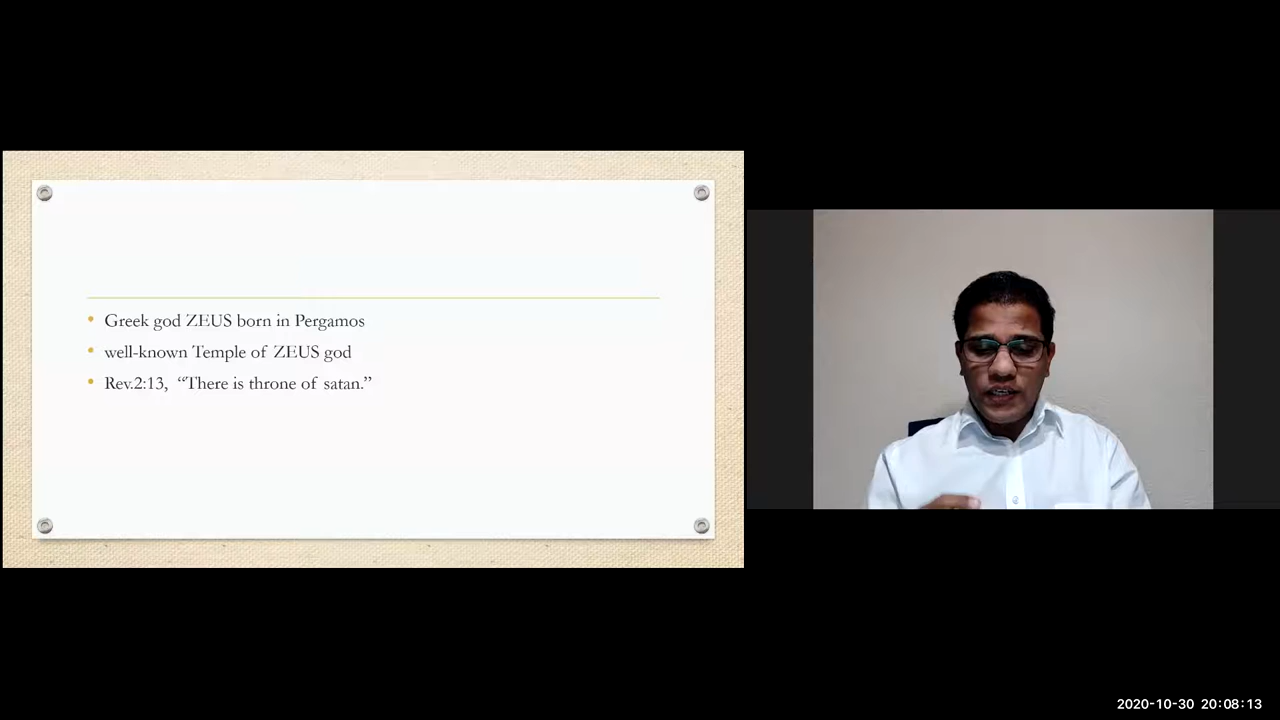 Greek god ZEUS born in Pergamos
well-known Temple of ZEUS god
Rev.2:13, “There is throne of satan.”
2020-10-30 20:08:13